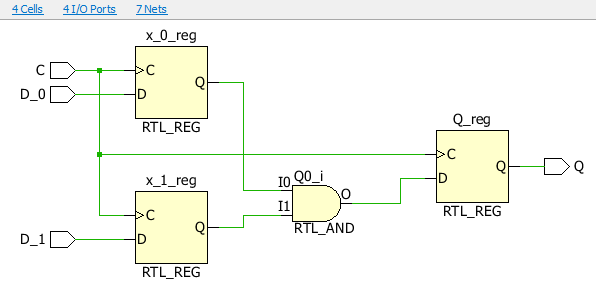 4 Cells 4 I/O Ports 7 Nets
x_0_reg
C
C
Q
D_0
D
RTL_REG
Q_reg
x_1_reg
Q0_i
C
Q
Q
I0
O
D
C
I1
Q
RTL_REG
D_1
D
RTL_AND
RTL_REG